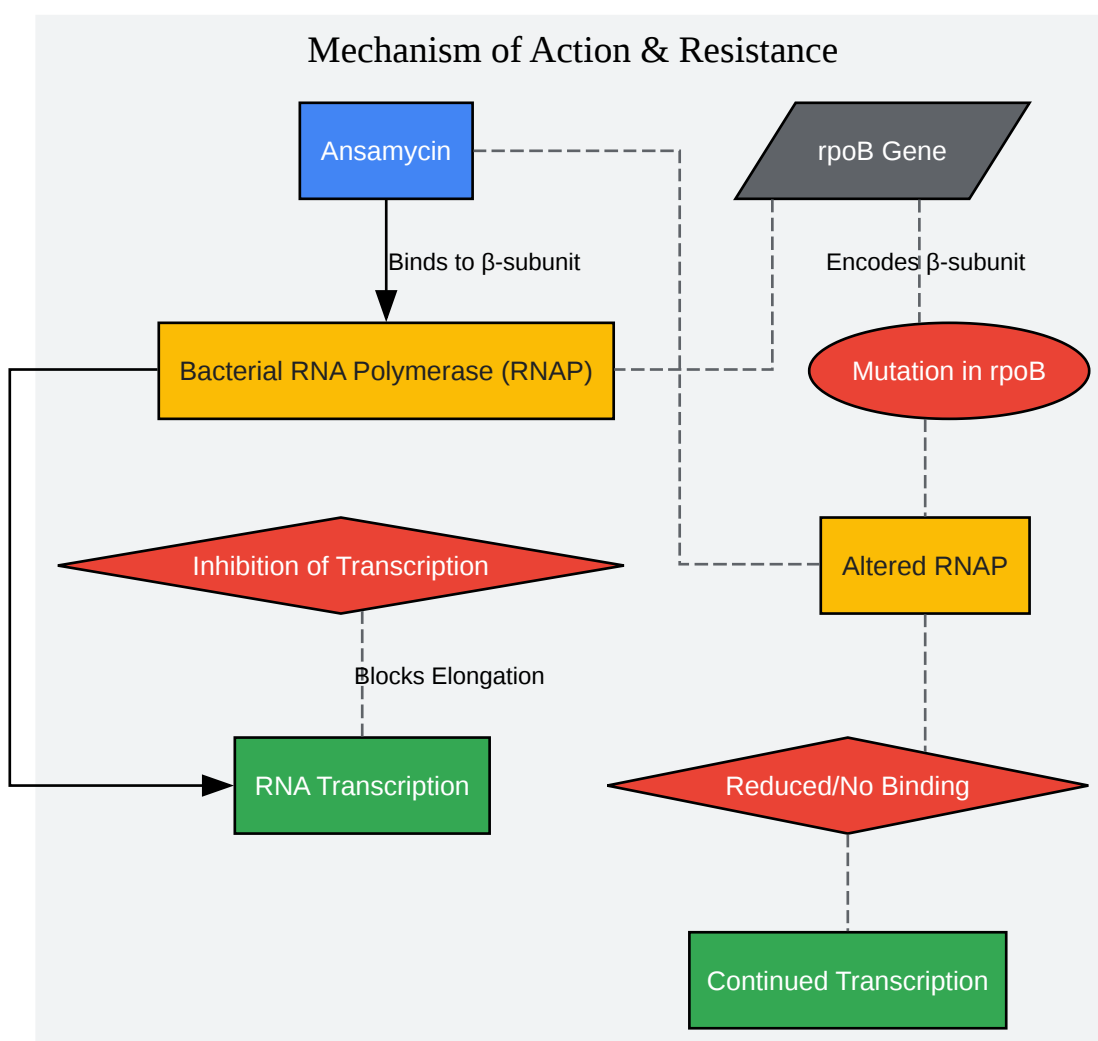 Mechanism of Action & Resistance
Ansamycin
rpoB Gene
Binds to β-subunit
Encodes β-subunit
Bacterial RNA Polymerase (RNAP)
Mutation in rpoB
Inhibition of Transcription
Altered RNAP
Blocks Elongation
RNA Transcription
Reduced/No Binding
Continued Transcription